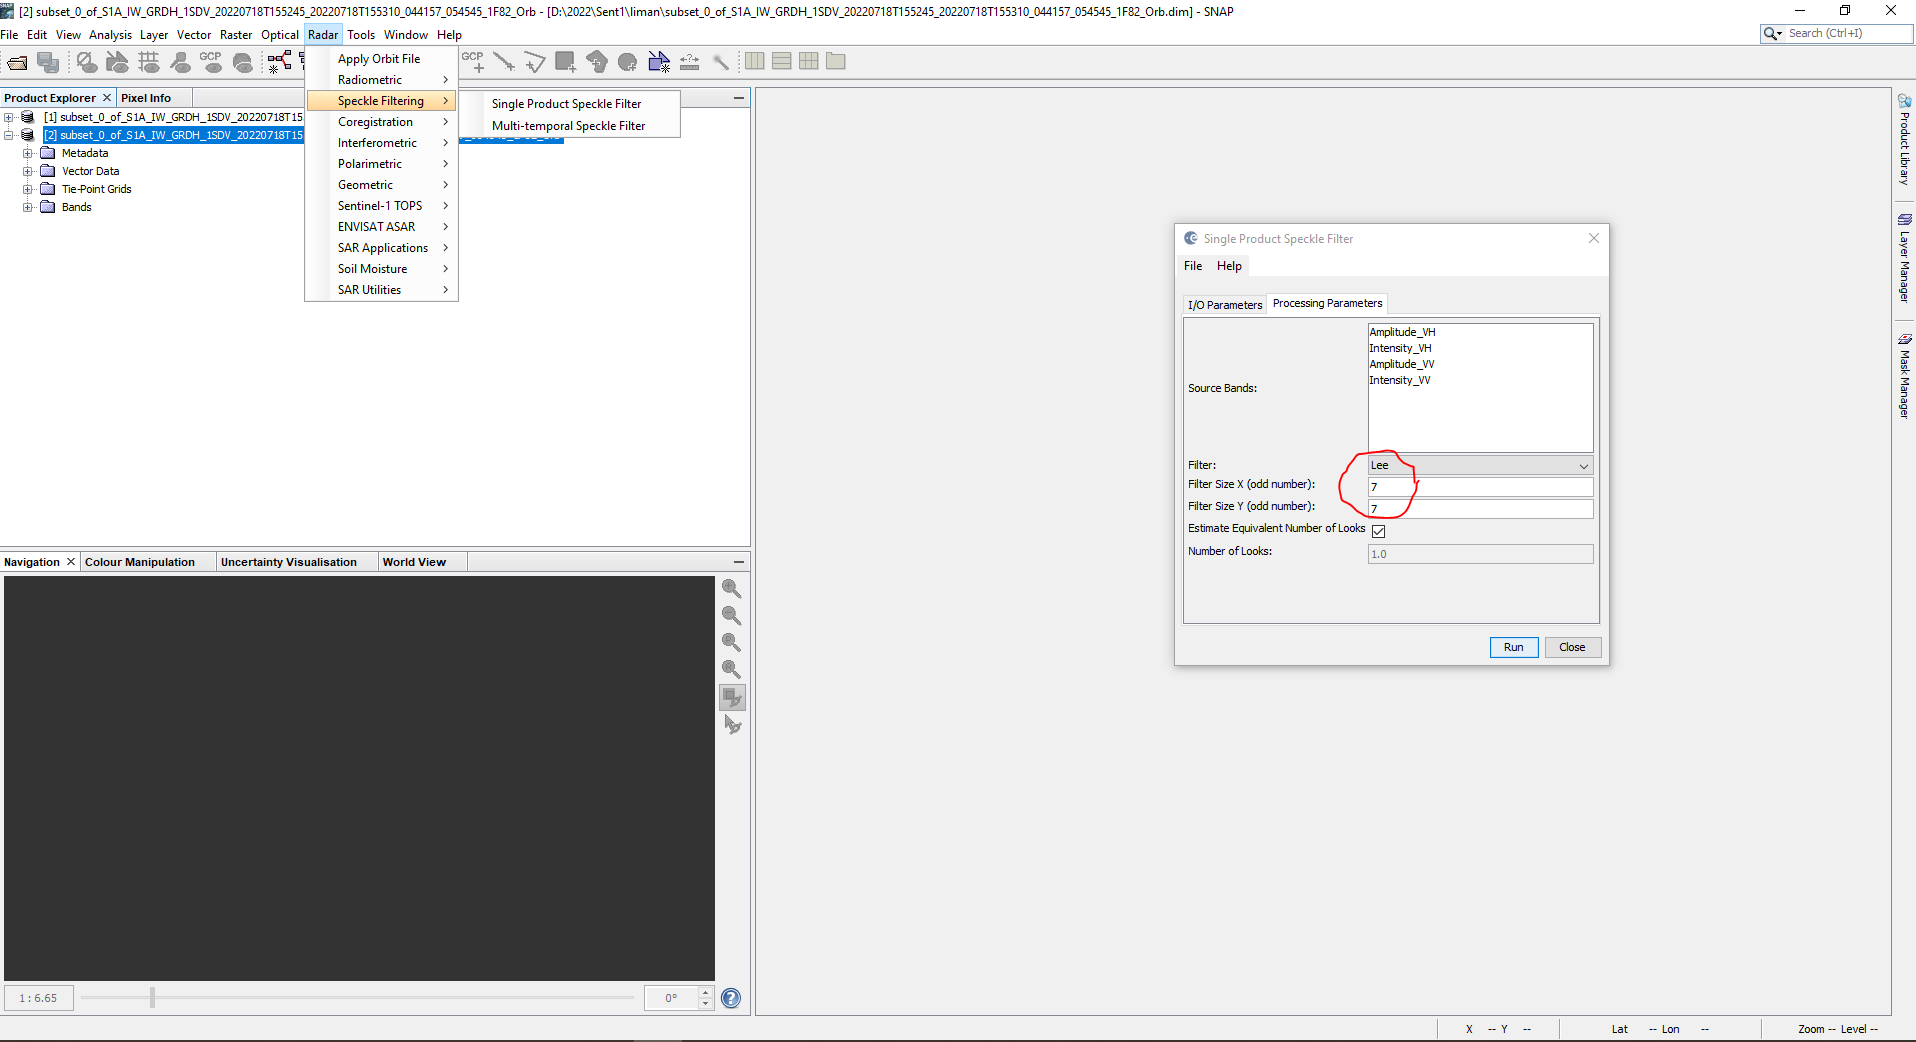 [2] subset_0_of_S1A_IW_GRDH_1SDV_20220718T155245_20220718T155310_044157_054545_1F82_Orb - [D:\2022\Sent1\liman\subset_0_of_S1A_IW_GRDH_1SDV_20220718T155245_20220718T155310_044157_054545_1F82_Orb.dim] - SNAP
File Edit View Analysis Layer Vector Raster Optical Radar Tools Window Help
Search (Ctrl+I)
GCP
GCP
Apply Orbit File
Radiometric
Speckle Filtering
Coregistration
Interferometric
Polarimetric
Geometric
Sentinel-1 TOPS
ENVISAT ASAR
SAR Applications
Soil Moisture
SAR Utilities
Single Product Speckle Filter
Multi-temporal Speckle Filter
Product Explorer Pixel Info
[1] subset_0_of_S1A_IW_GRDH_1SDV_20220718T15
[2] subset_0_of_S1A_IW_GRDH_1SDV_20220718T15
Metadata
Vector Data
Tie-Point Grids
Bands
Product Library
Layer Manager
Mask Manager
Single Product Speckle Filter
File Help
I/O Parameters Processing Parameters
Source Bands:
Amplitude_VH
Intensity_VH
Amplitude_VV
Intensity_VV
Filter: Lee
Filter Size X (odd number): 7
Filter Size Y (odd number): 7
Estimate Equivalent Number of Looks
Number of Looks: 1.0
Run Close
Navigation Colour Manipulation Uncertainty Visualisation World View
1 : 6.65
0°
X -- Y -- Lat -- Lon -- Zoom -- Level --